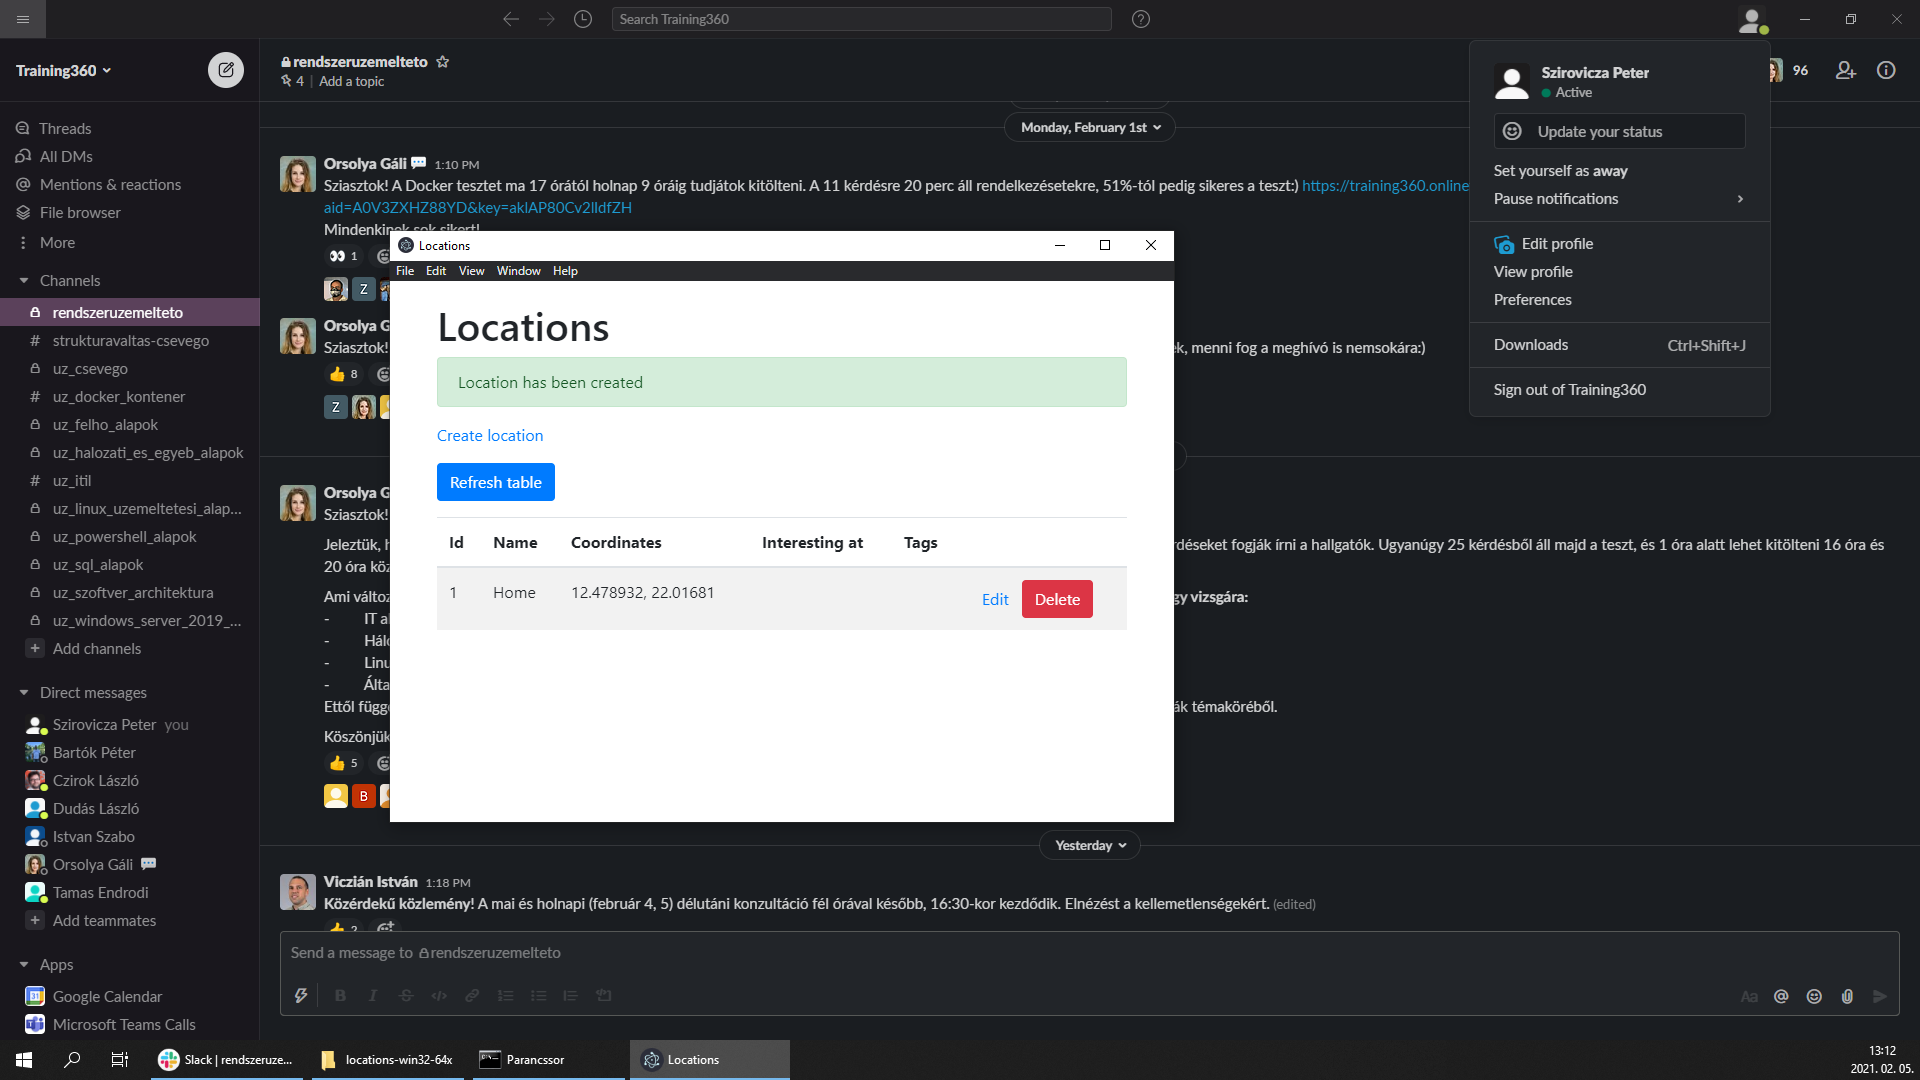 Search Training360
Training360
rendszeruzemelteto
4 | Add a topic
96
Threads
All DMs
Mentions & reactions
File browser
More
Channels
rendszeruzemelteto
# strukturavaltas-csevego
uz_csevego
# uz_docker_kontener
uz_felho_alapok
uz_halozati_es_egyeb_alapok
# uz_itil
uz_linux_uzemeltetesi_alap...
uz_powershell_alapok
uz_sql_alapok
uz_szoftver_architektura
uz_windows_server_2019_...
+ Add channels
Direct messages
Szirovicza Peter you
Bartók Péter
Czirok László
Dudás László
Istvan Szabo
Orsolya Gáli
Tamas Endrodi
+ Add teammates
Apps
Google Calendar
Microsoft Teams Calls
Monday, February 1st
Orsolya Gáli 1:10 PM
Sziasztok! A Docker tesztet ma 17 órától holnap 9 óráig tudjátok kitölteni. A 11 kérdésre 20 perc áll rendelkezésetekre, 51%-tól pedig sikeres a teszt:) https://training360.online
aid=A0V3ZXHZ88YD&key=aklAP80Cv2lldfZH
Mindenkinek sok sikert!
1
Z
Orsolya G
Sziasztok!
k, menni fog a meghívó is nemsokára:)
8
Z
Orsolya G
Sziasztok!
Jeleztük, h
rdéseket fogják írni a hallgatók. Ugyanúgy 25 kérdésből áll majd a teszt, és 1 óra alatt lehet kitölteni 16 óra és
20 óra köz
Ami változ
gy vizsgára:
- IT al
- Háló
- Linu
- Álta
Ettől függe
ák témaköréből.
Köszönjük
5
B
Yesterday
Viczián István 1:18 PM
Közérdekű közlemény! A mai és holnapi (február 4, 5) délutáni konzultáció fél órával később, 16:30-kor kezdődik. Elnézést a kellemetlenségekért. (edited)
2
Send a message to rendszeruzemelteto
B I S </>
Aa @
Locations
File Edit View Window Help
Locations
Location has been created
Create location
Refresh table
Id Name Coordinates Interesting at Tags
1 Home 12.478932, 22.01681 Edit Delete
Szirovicza Peter
Active
Update your status
Set yourself as away
Pause notifications
Edit profile
View profile
Preferences
Downloads Ctrl+Shift+J
Sign out of Training360
Slack | rendszeruze...
locations-win32-64x
Parancssor
Locations
13:12
2021. 02. 05.